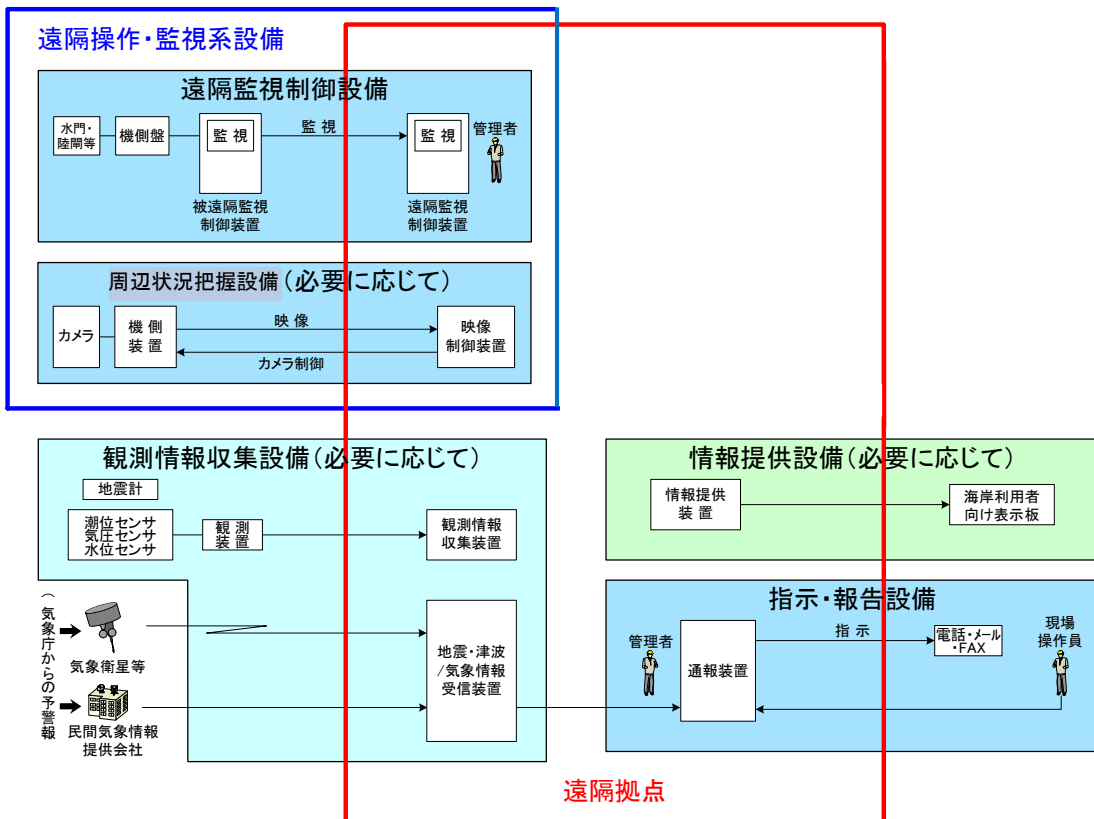 遠隔操作・監視系設備
遠隔監視制御設備
水門・
陸閘等
機側盤
監 視
監 視
監 視
管理者
被遠隔監視
制御装置
遠隔監視
制御装置
周辺状況把握設備(必要に応じて)
カメラ
機 側
装 置
映 像
カメラ制御
映像
制御装置
観測情報収集設備(必要に応じて)
地震計
潮位センサ
気圧センサ
水位センサ
観 測
装 置
観測情報
収集装置
(気象庁からの予警報
気象衛星等
民間気象情報
提供会社
地震・津波
/気象情報
受信装置
情報提供設備(必要に応じて)
情報提供
装 置
海岸利用者
向け表示板
指示・報告設備
管理者
通報装置
指 示
電話・メール
・FAX
現場
操作員
遠隔拠点